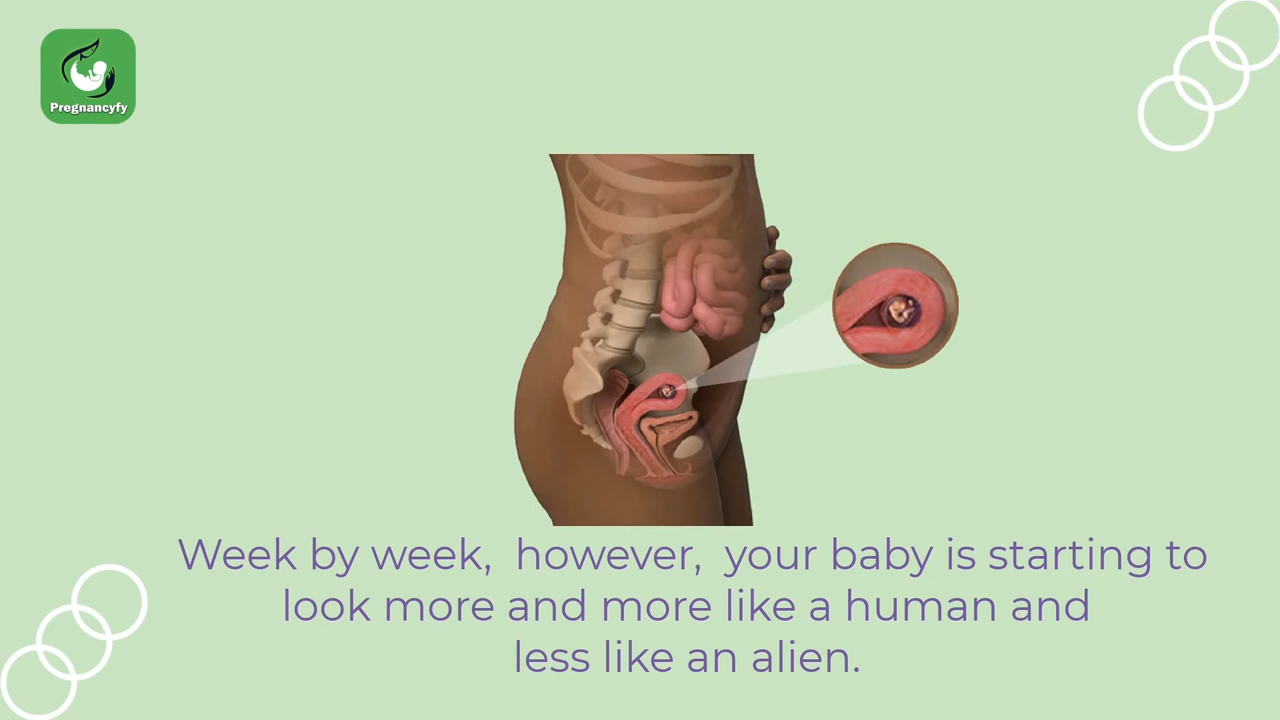 Pregnancyfy
Week by week,  however,  your baby is starting to
look more and more like a human and
less like an alien.